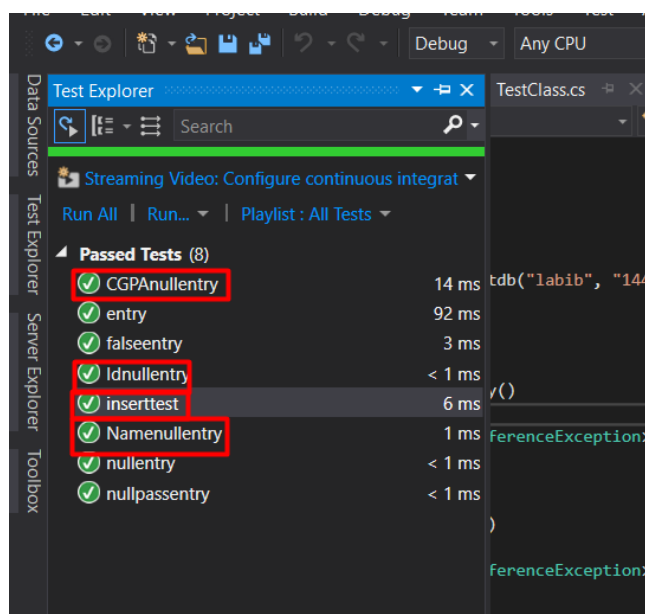 Debug Any CPU
Data Sources
Test Explorer
Server Explorer
Toolbox
Test Explorer
TestClass.cs
Search
Streaming Video: Configure continuous integrat
Run All | Run... | Playlist : All Tests
Passed Tests (8)
CGPAnullentry 14 ms
tdb("labib", "144
entry 92 ms
falseentry 3 ms
Idnullentry < 1 ms
y()
inserttest 6 ms
Namenullentry 1 ms
ferenceException>
nullentry < 1 ms
nullpassentry < 1 ms
)
ferenceException>